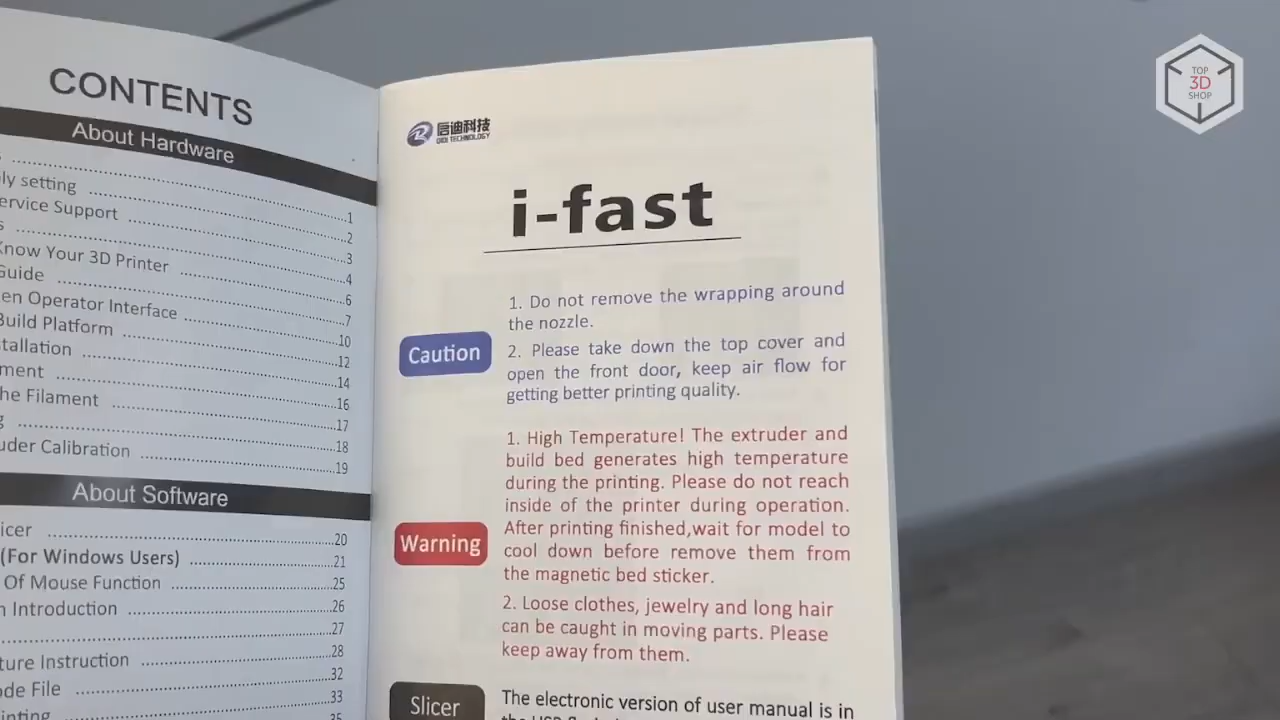 CONTENTS
About Hardware
1
ly setting 2
ervice Support 3
4
Know Your 3D Printer 6
Guide 7
en Operator Interface 10
Build Platform 12
tallation 14
ment 16
he Filament 17
18
uder Calibration 19
About Software
icer 20
(For Windows Users) 21
Of Mouse Function 25
n Introduction 26
27
ture Instruction 28
ode File 32
inting 33
35
信迪科技
QIDI TECHNOLOGY
i-fast
Caution
1. Do not remove the wrapping around
the nozzle.
2. Please take down the top cover and
open the front door, keep air flow for
getting better printing quality.
Warning
1. High Temperature! The extruder and
build bed generates high temperature
during the printing. Please do not reach
inside of the printer during operation.
After printing finished,wait for model to
cool down before remove them from
the magnetic bed sticker.
2. Loose clothes, jewelry and long hair
can be caught in moving parts. Please
keep away from them.
Slicer
The electronic version of user manual is in
TOP
3D
SHOP